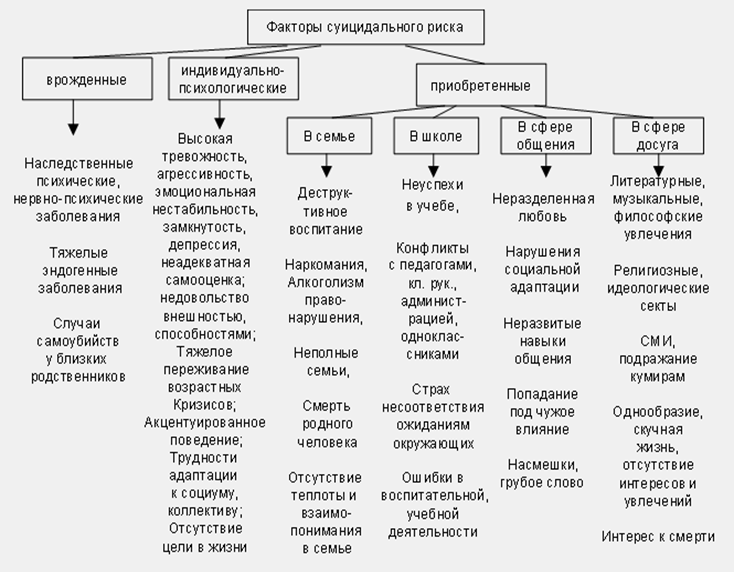 Факторы суицидального риска
врожденные
индивидуально-
психологические
приобретенные
В семье
В школе
В сфере
общения
В сфере
досуга
Наследственные
психические,
нервно-психические
заболевания
Тяжелые
эндогенные
заболевания
Случаи
самоубийств
у близких
родственников
Высокая
тревожность,
агрессивность,
эмоциональная
нестабильность,
замкнутость,
депрессия,
неадекватная
самооценка;
недовольство
внешностью,
способностями;
Тяжелое
переживание
возрастных
Кризисов;
Акцентуированное
поведение;
Трудности
адаптации
к социуму,
коллективу;
Отсутствие
цели в жизни
Деструк-
тивное
воспитание
Наркомания,
Алкоголизм
право-
нарушения,
Неполные
семьи,
Смерть
родного
человека
Отсутствие
теплоты и
взаимо-
понимания
в семье
Неуспехи
в учебе,
Конфликты
с педагогами,
кл. рук.,
админист-
рацией,
одноклас-
сниками
Страх
несоответствия
ожиданиям
окружающих
Ошибки в
воспитательной,
учебной
деятельности
Неразделенная
любовь
Нарушения
социальной
адаптации
Неразвитые
навыки
общения
Попадание
под чужое
влияние
Насмешки,
грубое слово
Литературные,
музыкальные,
философские
увлечения
Религиозные,
идеологические
секты
СМИ,
подражание
кумирам
Однообразие,
скучная
жизнь,
отсутствие
интересов и
увлечений
Интерес к смерти